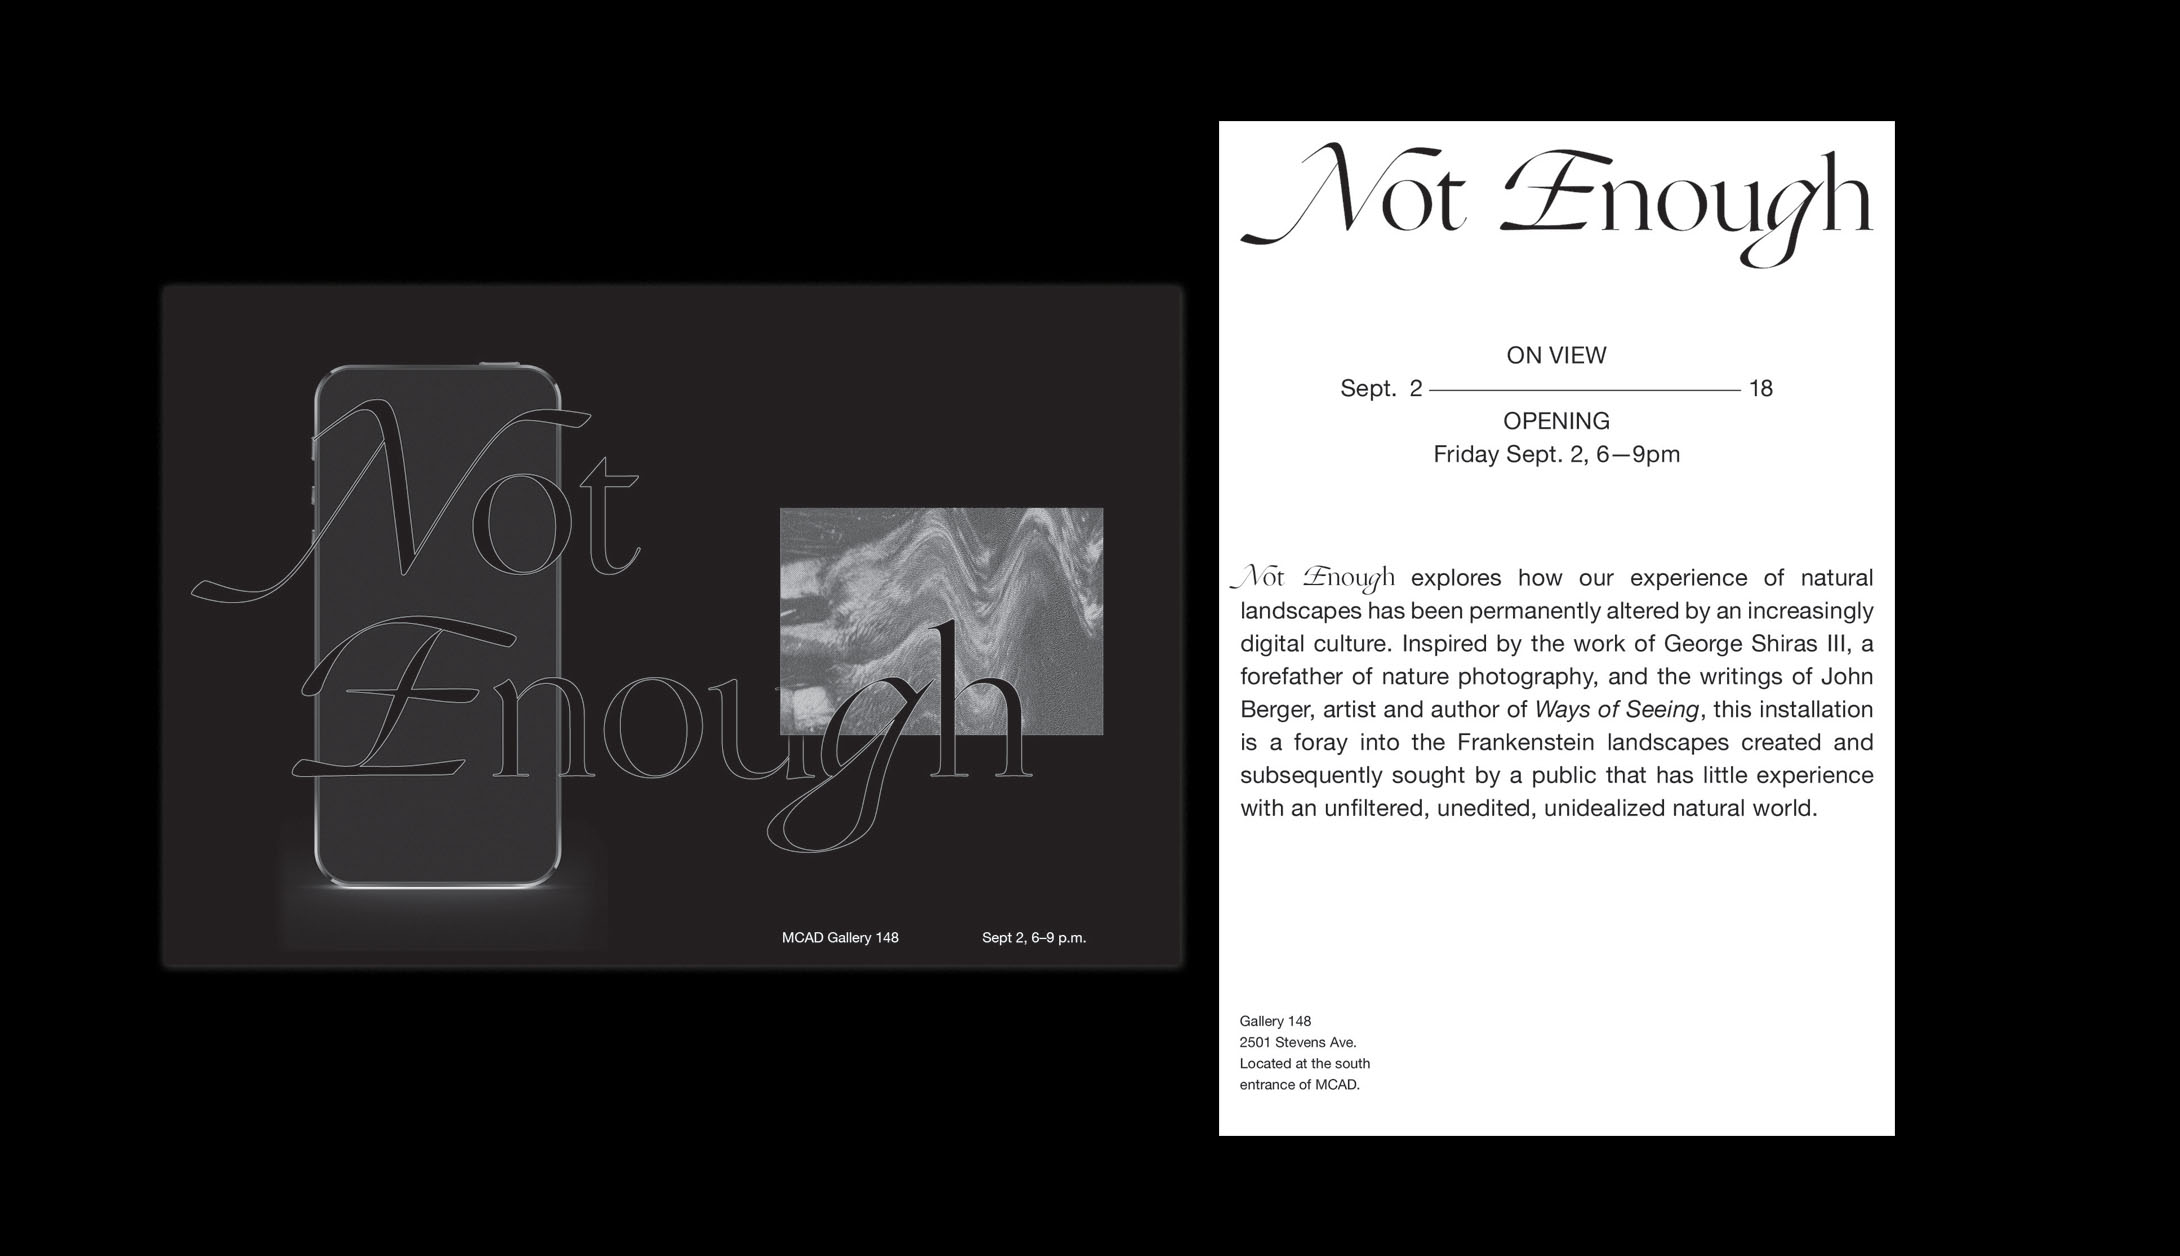 Not
Enough
MCAD Gallery 148
Sept 2, 6–9 p.m.
Not Enough
ON VIEW
Sept. 2 18
OPENING
Friday Sept. 2, 6—9pm
Not Enough explores how our experience of natural
landscapes has been permanently altered by an increasingly
digital culture. Inspired by the work of George Shiras III, a
forefather of nature photography, and the writings of John
Berger, artist and author of Ways of Seeing, this installation
is a foray into the Frankenstein landscapes created and
subsequently sought by a public that has little experience
with an unfiltered, unedited, unidealized natural world.
Gallery 148
2501 Stevens Ave.
Located at the south
entrance of MCAD.